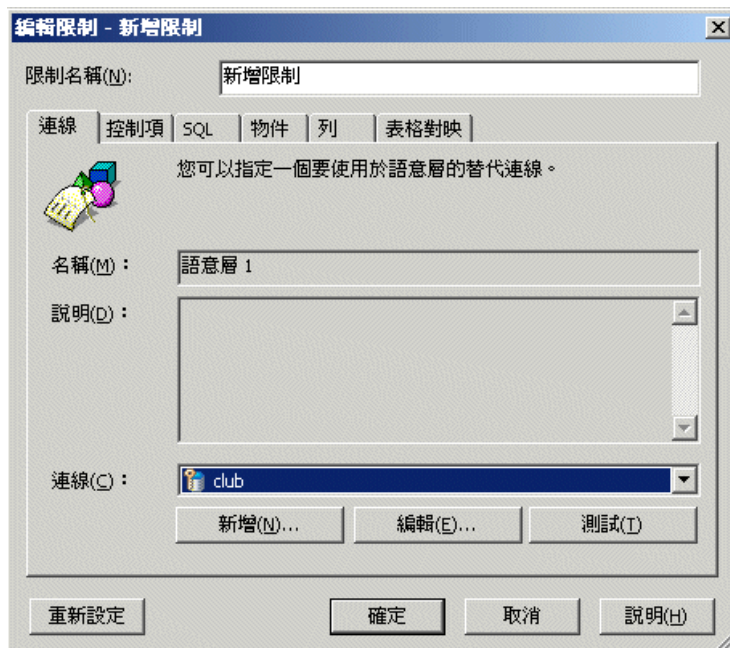 編輯限制 - 新增限制
限制名稱(N): 新增限制
連線 控制項 SQL 物件 列 表格對映
您可以指定一個要使用於語意層的替代連線。
名稱(M)： 語意層 1
說明(D)：
連線(C)： club
新增(N)... 編輯(E)... 測試(T)
重新設定 確定 取消 說明(H)